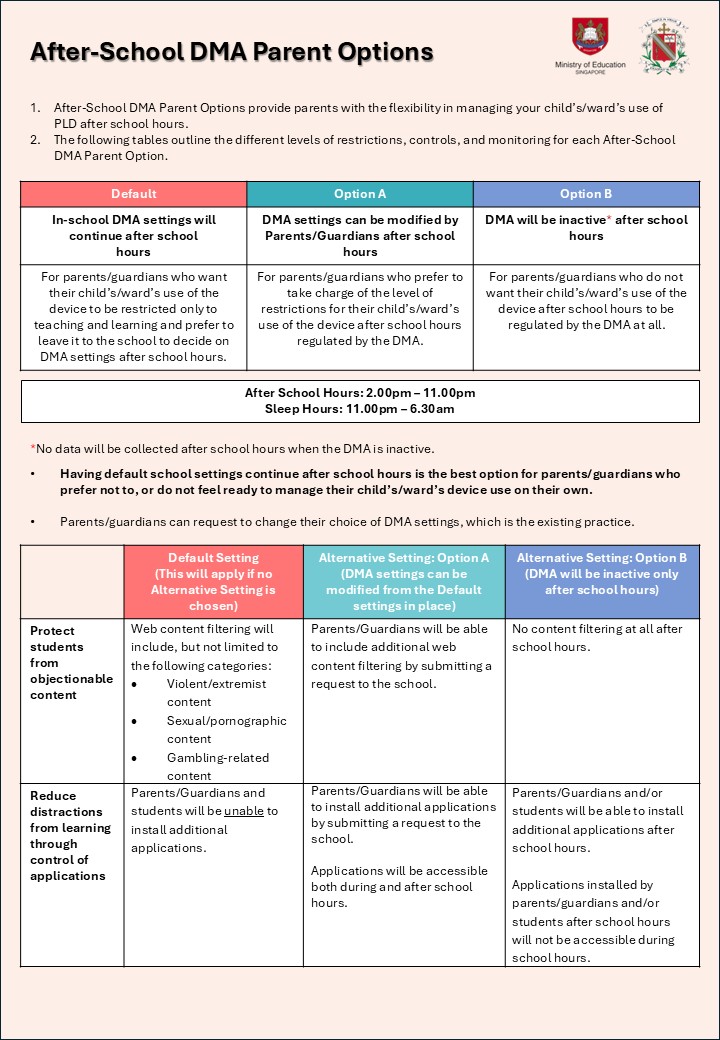 After-School DMA Parent Options
Ministry of Education
SINGAPORE
1. After-School DMA Parent Options provide parents with the flexibility in managing your child's/ward's use of
PLD after school hours.
2. The following tables outline the different levels of restrictions, controls, and monitoring for each After-School
DMA Parent Option.
Default
In-school DMA settings will
continue after school
hours
For parents/guardians who want
their child's/ward's use of the
device to be restricted only to
teaching and learning and prefer to
leave it to the school to decide on
DMA settings after school hours.
Option A
DMA settings can be modified by
Parents/Guardians after school
hours
For parents/guardians who prefer to
take charge of the level of
restrictions for their child's/ward's
use of the device after school hours
regulated by the DMA.
Option B
DMA will be inactive* after school
hours
For parents/guardians who do not
want their child's/ward's use of the
device after school hours to be
regulated by the DMA at all.
After School Hours: 2.00pm – 11.00pm
Sleep Hours: 11.00pm – 6.30am
*No data will be collected after school hours when the DMA is inactive.
• Having default school settings continue after school hours is the best option for parents/guardians who
prefer not to, or do not feel ready to manage their child's/ward's device use on their own.
• Parents/guardians can request to change their choice of DMA settings, which is the existing practice.
Default Setting
(This will apply if no
Alternative Setting is
chosen)
Alternative Setting: Option A
(DMA settings can be
modified from the Default
settings in place)
Alternative Setting: Option B
(DMA will be inactive only
after school hours)
Protect
students
from
objectionable
content
Web content filtering will
include, but not limited to
the following categories:
• Violent/extremist
content
• Sexual/pornographic
content
• Gambling-related
content
Parents/Guardians will be able
to include additional web
content filtering by submitting a
request to the school.
No content filtering at all after
school hours.
Reduce
distractions
from learning
through
control of
applications
Parents/Guardians and
students will be unable to
install additional
applications.
Parents/Guardians will be able
to install additional applications
by submitting a request to the
school.
Applications will be accessible
both during and after school
hours.
Parents/Guardians and/or
students will be able to install
additional applications after
school hours.
Applications installed by
parents/guardians and/or
students after school hours
will not be accessible during
school hours.